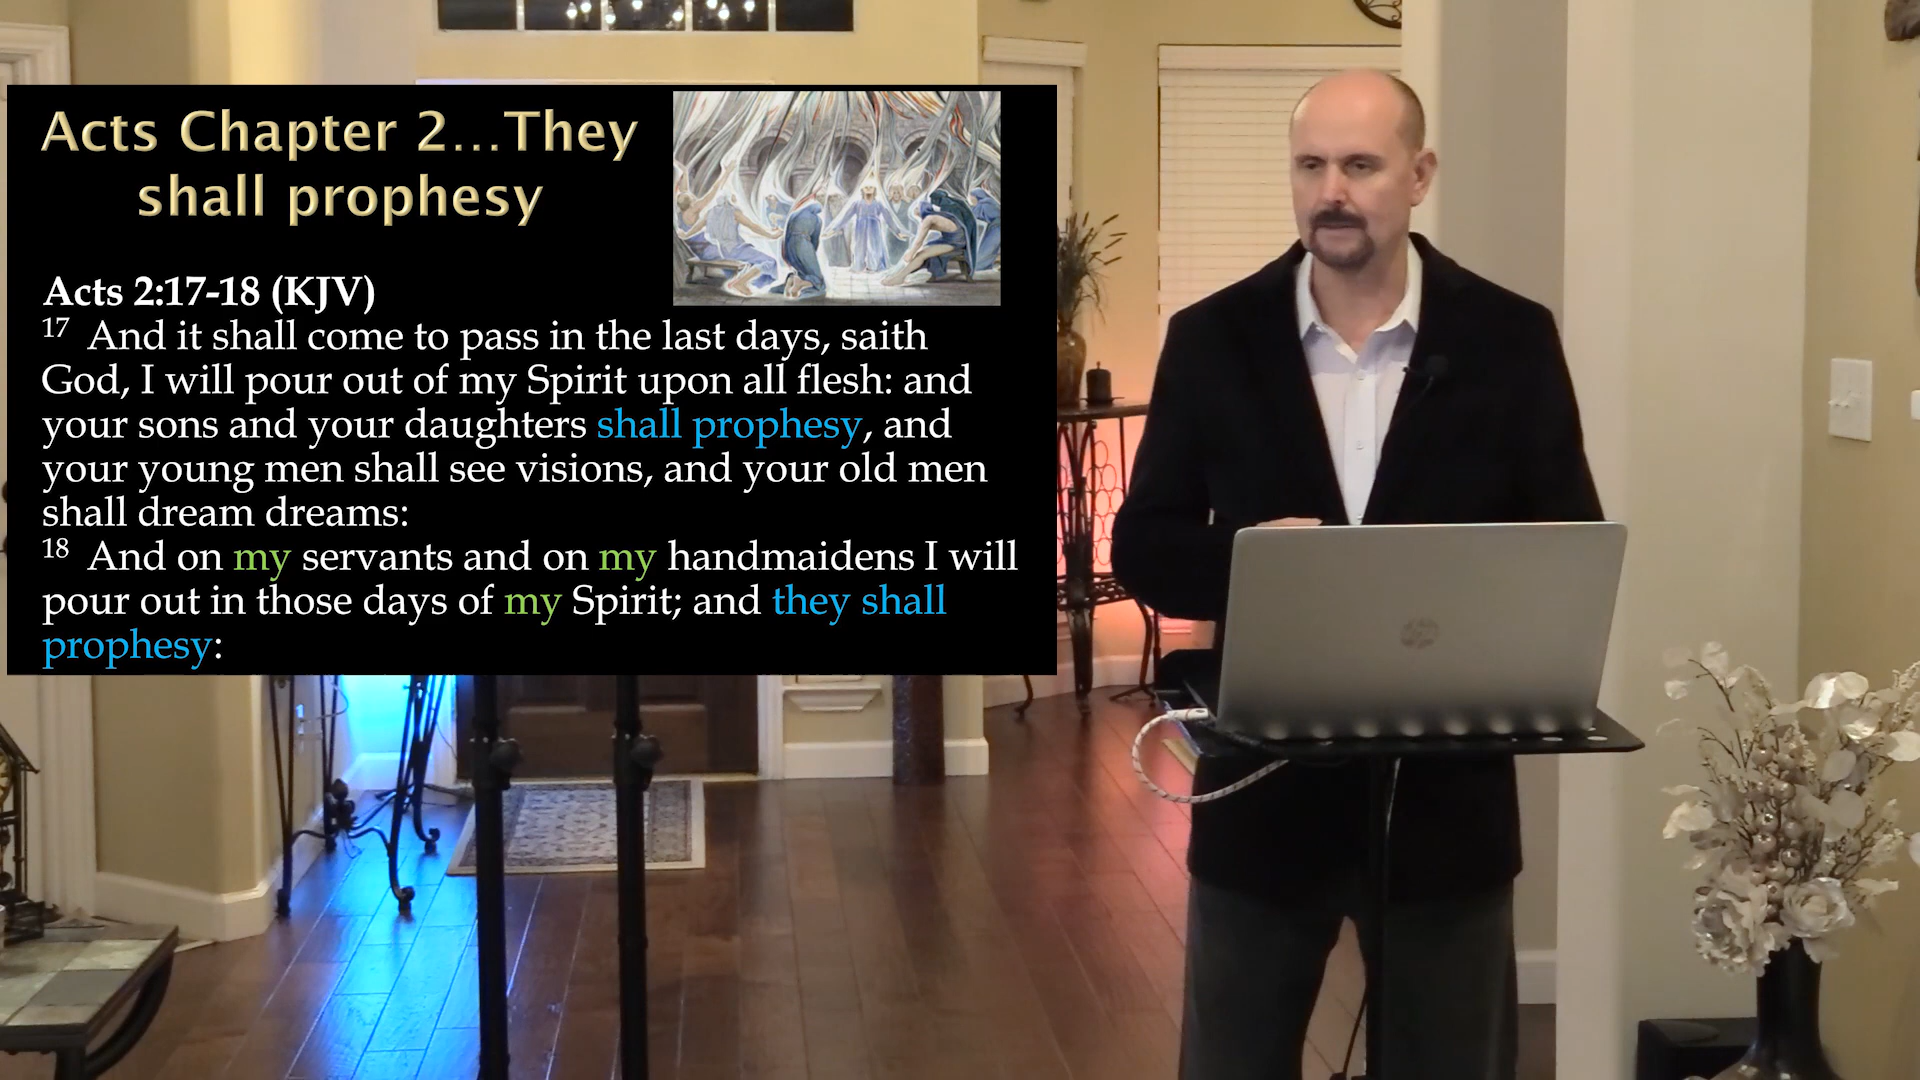 Acts Chapter 2...They
shall prophesy
Acts 2:17-18 (KJV)
17 And it shall come to pass in the last days, saith
God, I will pour out of my Spirit upon all flesh: and
your sons and your daughters shall prophesy, and
your young men shall see visions, and your old men
shall dream dreams:
18 And on my servants and on my handmaidens I will
pour out in those days of my Spirit; and they shall
prophesy:
hp